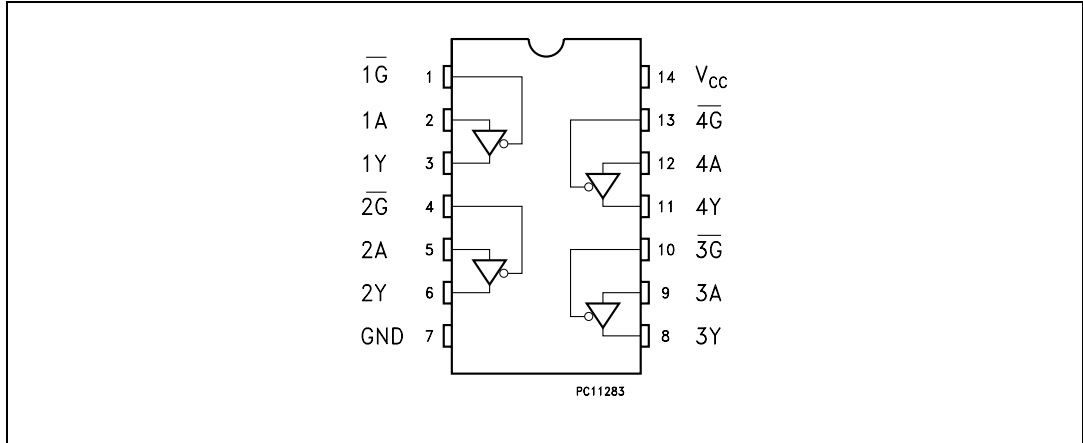 1G̅ 1 14 VCC
1A 2 13 4G̅
1Y 3 12 4A
2G̅ 4 11 4Y
2A 5 10 3G̅
2Y 6 9 3A
GND 7 8 3Y
PC11283